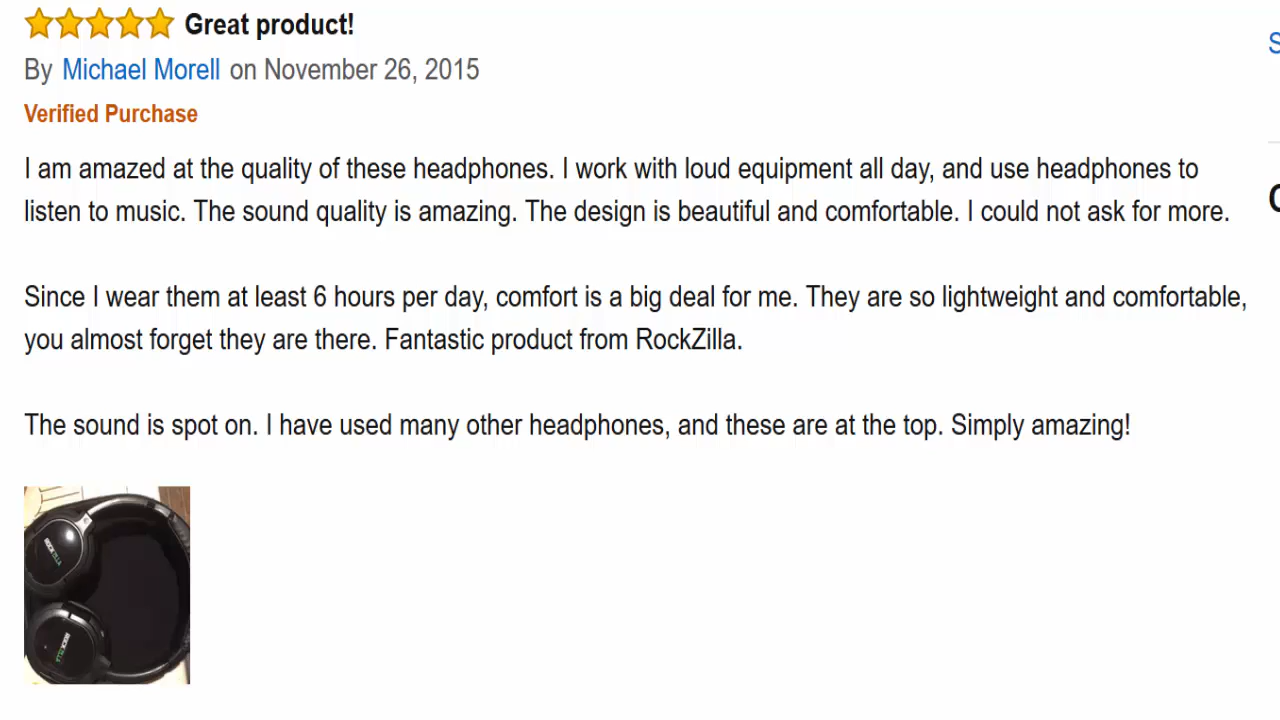 Great product!
By Michael Morell on November 26, 2015
Verified Purchase
I am amazed at the quality of these headphones. I work with loud equipment all day, and use headphones to
listen to music. The sound quality is amazing. The design is beautiful and comfortable. I could not ask for more.
Since I wear them at least 6 hours per day, comfort is a big deal for me. They are so lightweight and comfortable,
you almost forget they are there. Fantastic product from RockZilla.
The sound is spot on. I have used many other headphones, and these are at the top. Simply amazing!
ROCKZILLA
ROCKZILLA